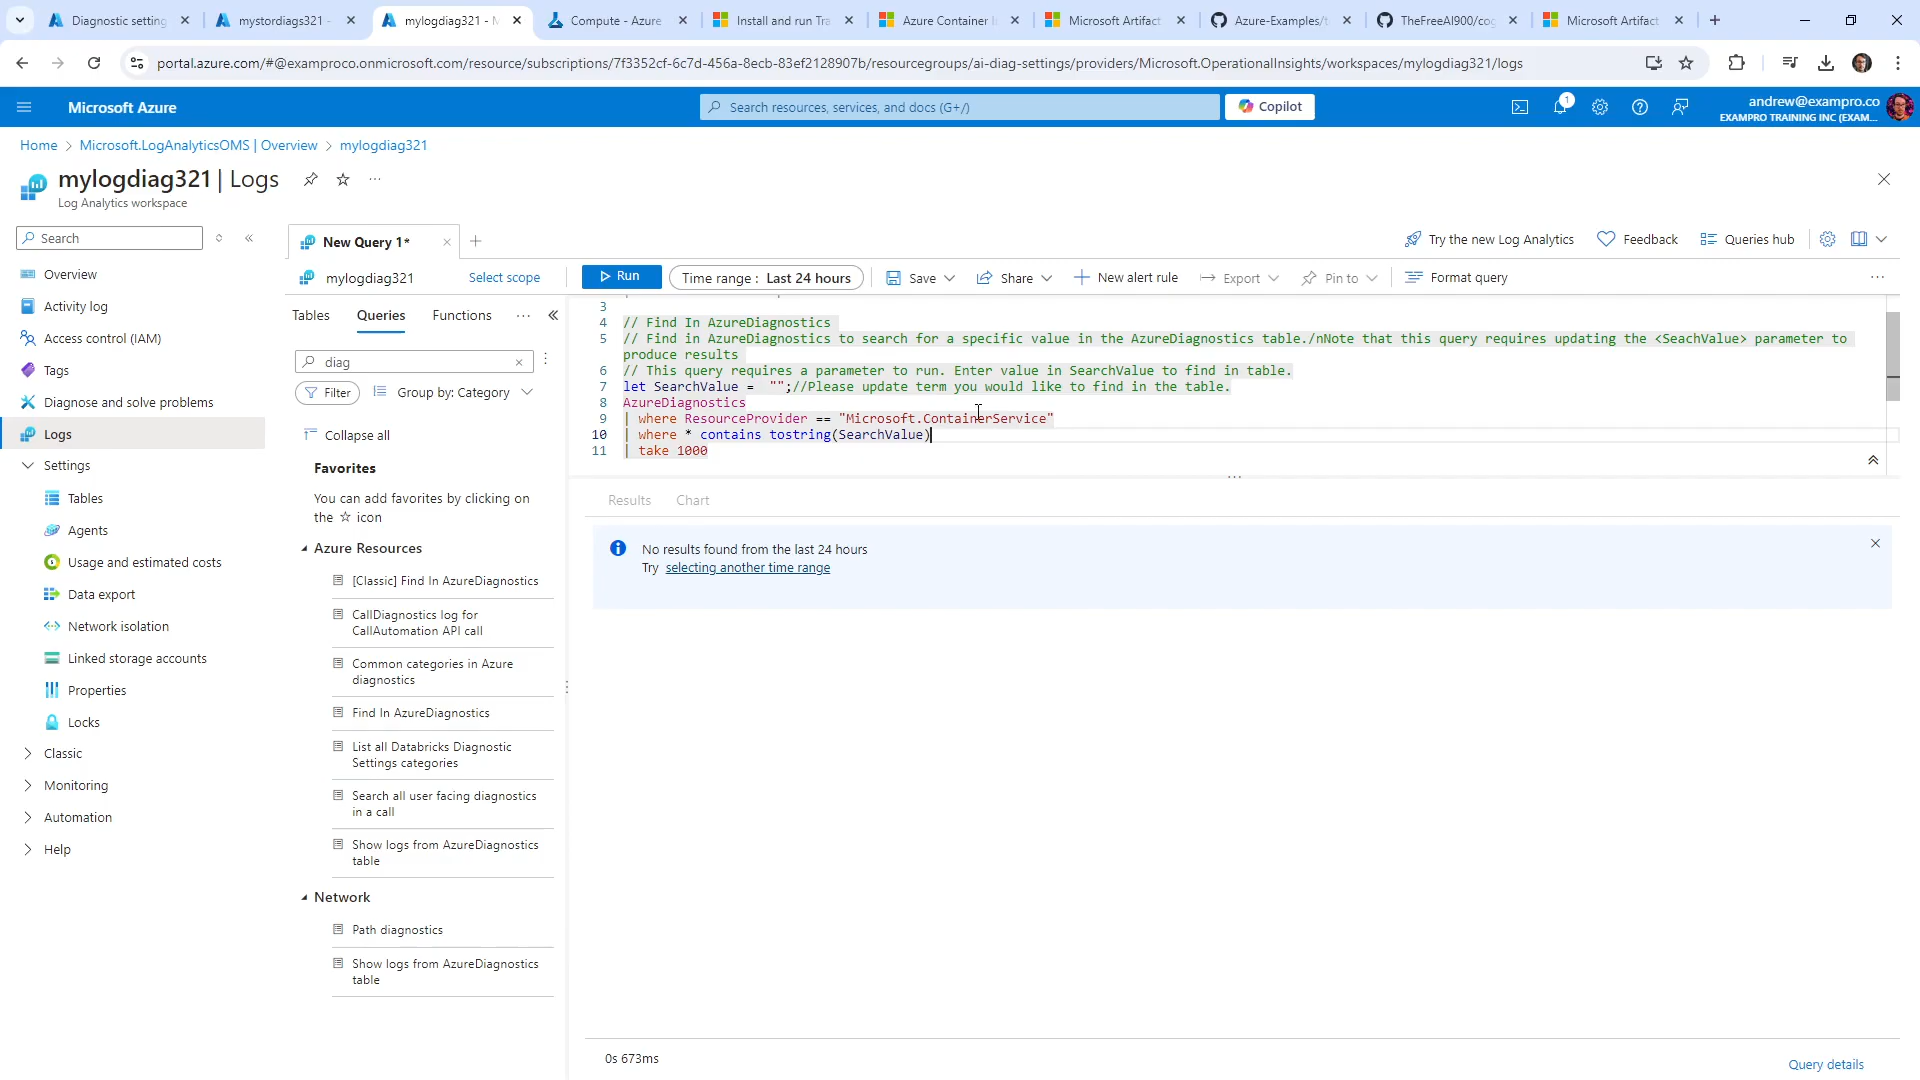 Diagnostic setting
mystordiags321 -
mylogdiag321 - M
Compute - Azure
Install and run Tra
Azure Container I
Microsoft Artifact
Azure-Examples/t
TheFreeAI900/cog
Microsoft Artifact
portal.azure.com/#@examproco.onmicrosoft.com/resource/subscriptions/7f3352cf-6c7d-456a-8ecb-83ef2128907b/resourcegroups/ai-diag-settings/providers/Microsoft.OperationalInsights/workspaces/mylogdiag321/logs
Microsoft Azure
Search resources, services, and docs (G+/)
Copilot
1
andrew@exampro.co
EXAMPRO TRAINING INC (EXAM...
Home > Microsoft.LogAnalyticsOMS | Overview > mylogdiag321
mylogdiag321 | Logs
Log Analytics workspace
Search
Overview
Activity log
Access control (IAM)
Tags
Diagnose and solve problems
Logs
Settings
Tables
Agents
Usage and estimated costs
Data export
Network isolation
Linked storage accounts
Properties
Locks
Classic
Monitoring
Automation
Help
New Query 1*
Try the new Log Analytics
Feedback
Queries hub
mylogdiag321
Select scope
Run
Time range : Last 24 hours
Save
Share
New alert rule
Export
Pin to
Format query
Tables
Queries
Functions
diag
Filter
Group by: Category
Collapse all
Favorites
You can add favorites by clicking on
the ☆ icon
Azure Resources
[Classic] Find In AzureDiagnostics
CallDiagnostics log for
CallAutomation API call
Common categories in Azure
diagnostics
Find In AzureDiagnostics
List all Databricks Diagnostic
Settings categories
Search all user facing diagnostics
in a call
Show logs from AzureDiagnostics
table
Network
Path diagnostics
Show logs from AzureDiagnostics
table
3
4 // Find In AzureDiagnostics
5 // Find in AzureDiagnostics to search for a specific value in the AzureDiagnostics table./nNote that this query requires updating the <SeachValue> parameter to
produce results
6 // This query requires a parameter to run. Enter value in SearchValue to find in table.
7 let SearchValue =  "";//Please update term you would like to find in the table.
8 AzureDiagnostics
9 | where ResourceProvider == "Microsoft.ContainerService"
10 | where * contains tostring(SearchValue)
11 | take 1000
Results
Chart
No results found from the last 24 hours
Try selecting another time range
0s 673ms
Query details